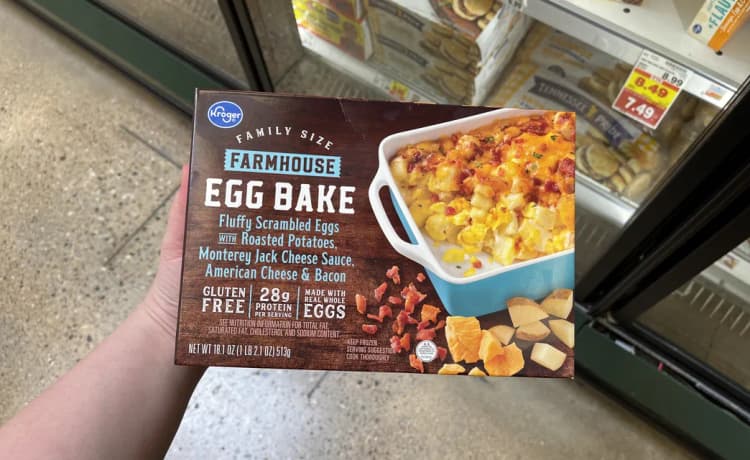 Kroger
FAMILY SIZE
FARMHOUSE
EGG BAKE
Fluffy Scrambled Eggs
WITH Roasted Potatoes,
Monterey Jack Cheese Sauce,
American Cheese & Bacon
GLUTEN
FREE
28g
PROTEIN
PER SERVING
MADE WITH
REAL WHOLE
EGGS
SEE NUTRITION INFORMATION FOR TOTAL FAT,
SATURATED FAT, CHOLESTEROL AND SODIUM CONTENT.
NET WT 18.1 OZ (1 LB 2.1 OZ) 513g
KEEP FROZEN
SERVING SUGGESTION
COOK THOROUGHLY
8.99
8.49
7.49
TENNESSEE PRIDE